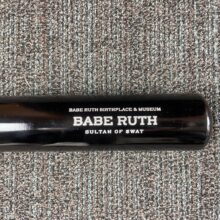 BABE RUTH BIRTHPLACE & MUSEUM
BABE RUTH
SULTAN OF SWAT